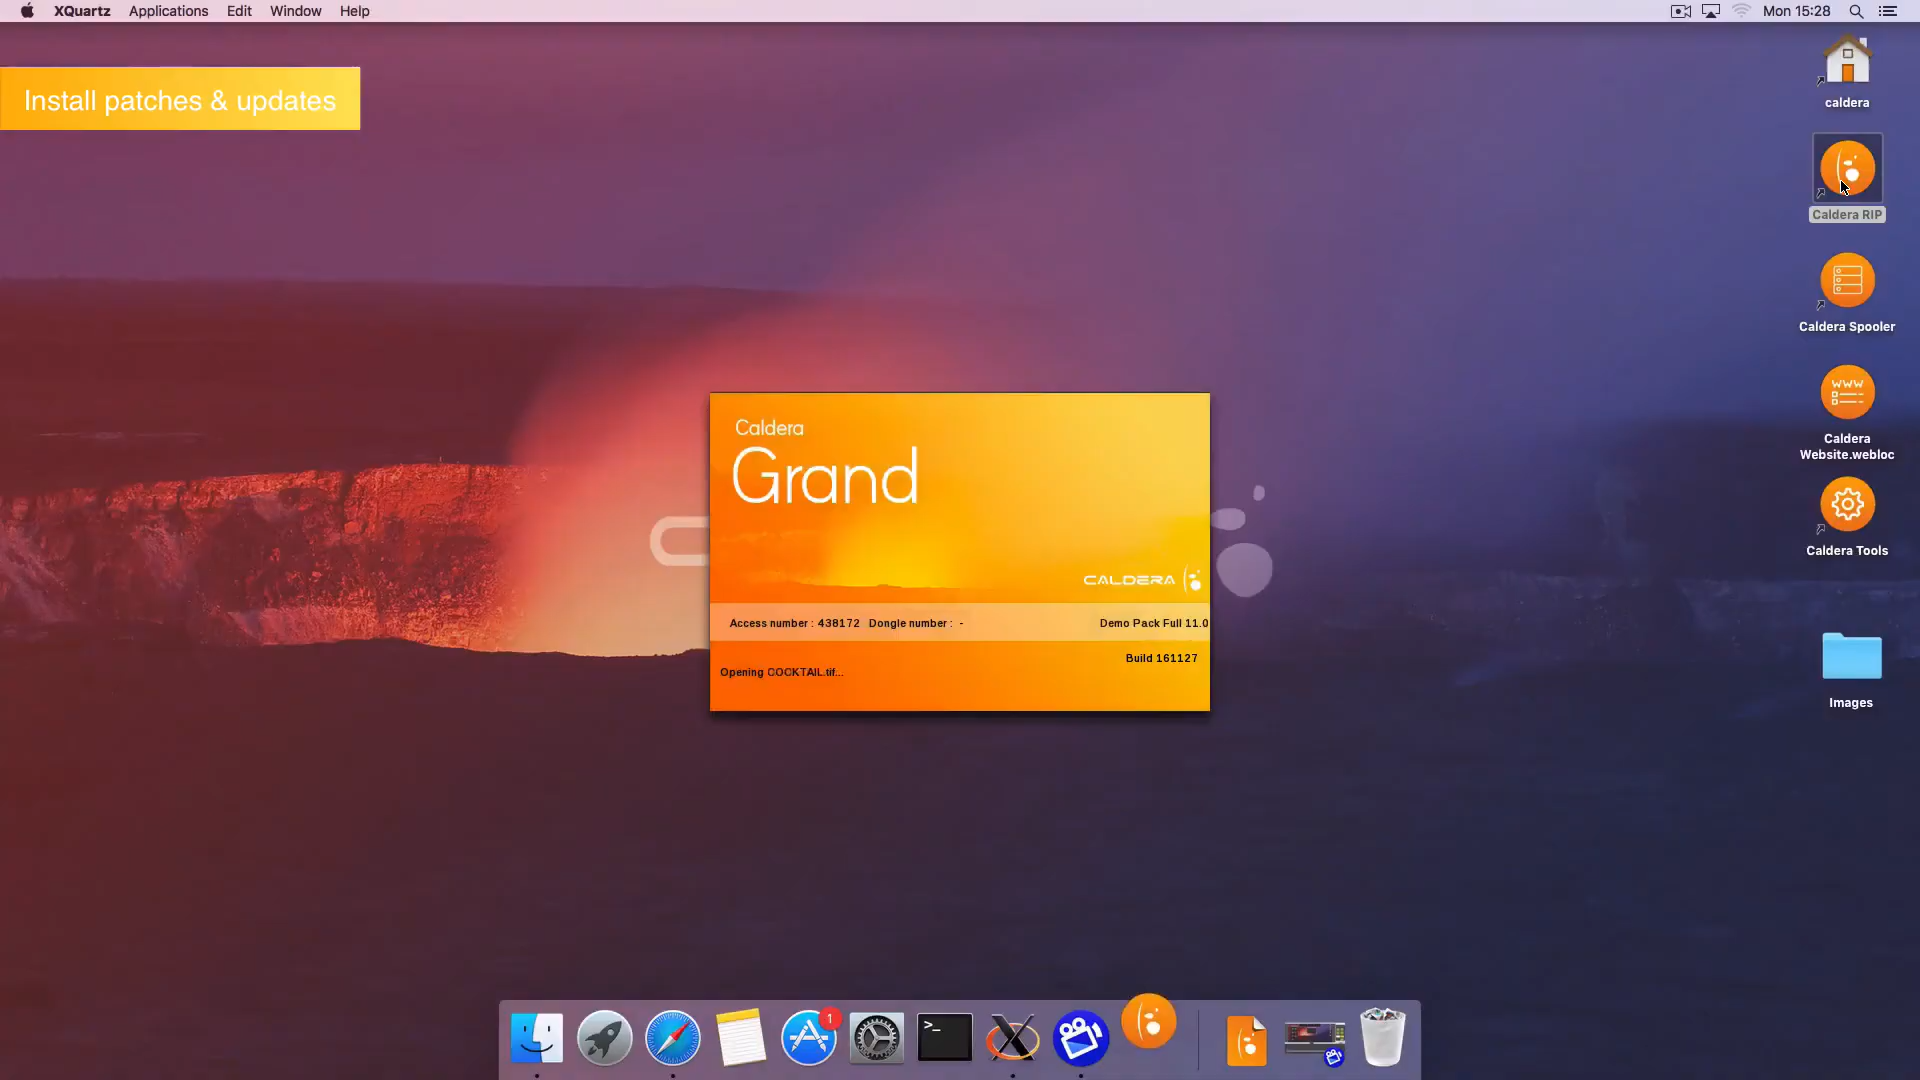 XQuartz Applications Edit Window Help
Mon 15:28
Install patches & updates
caldera
Caldera RIP
Caldera Spooler
WWW
Caldera
Website.webloc
Caldera Tools
Images
Caldera
Grand
CALDERA
Access number : 438172 Dongle number : -
Demo Pack Full 11.0
Build 161127
Opening COCKTAIL.tif...
1
>_